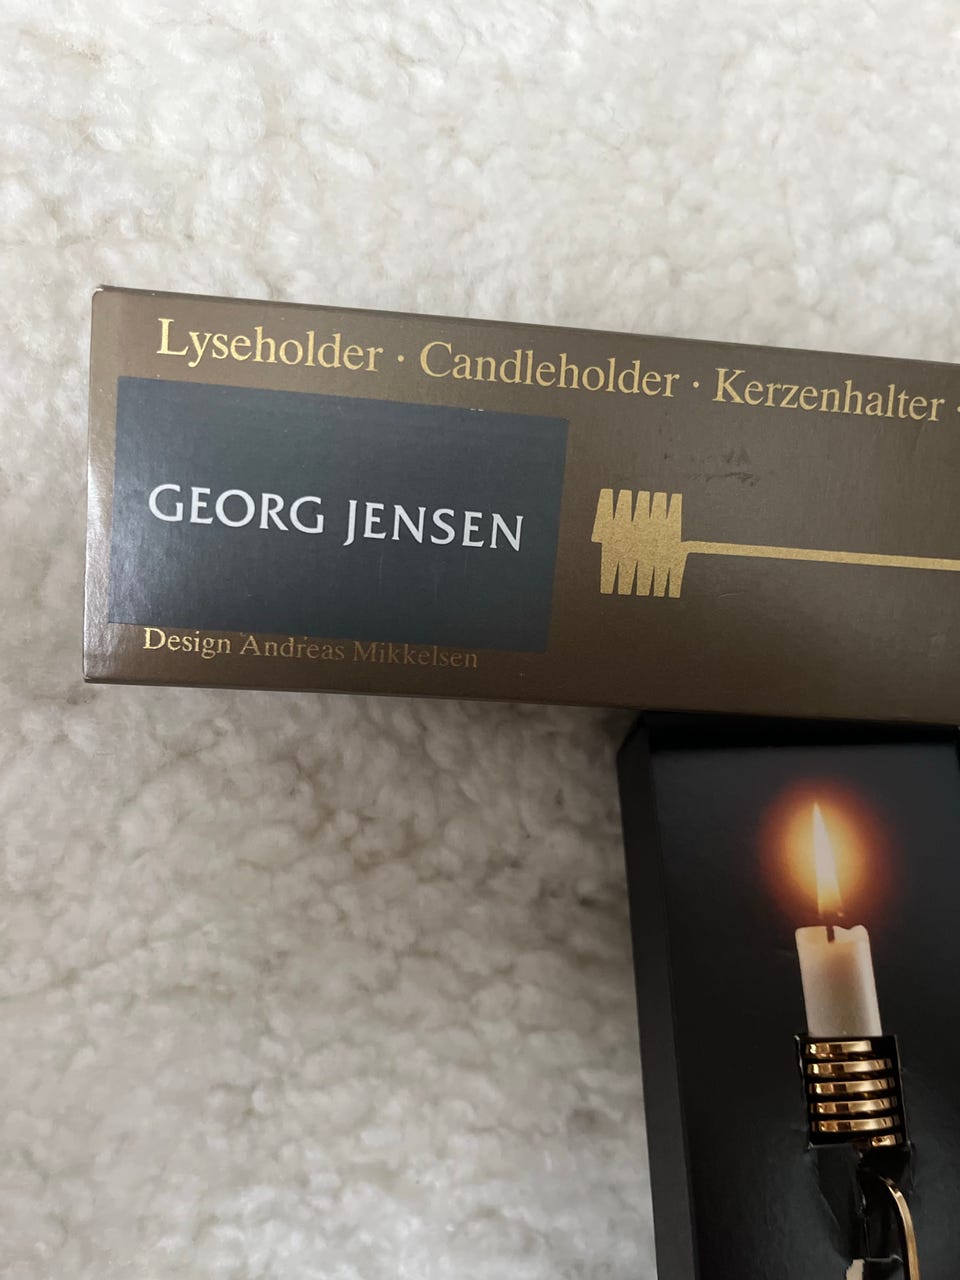 Lyseholder · Candleholder · Kerzenhalter ·
GEORG JENSEN
Design Andreas Mikkelsen